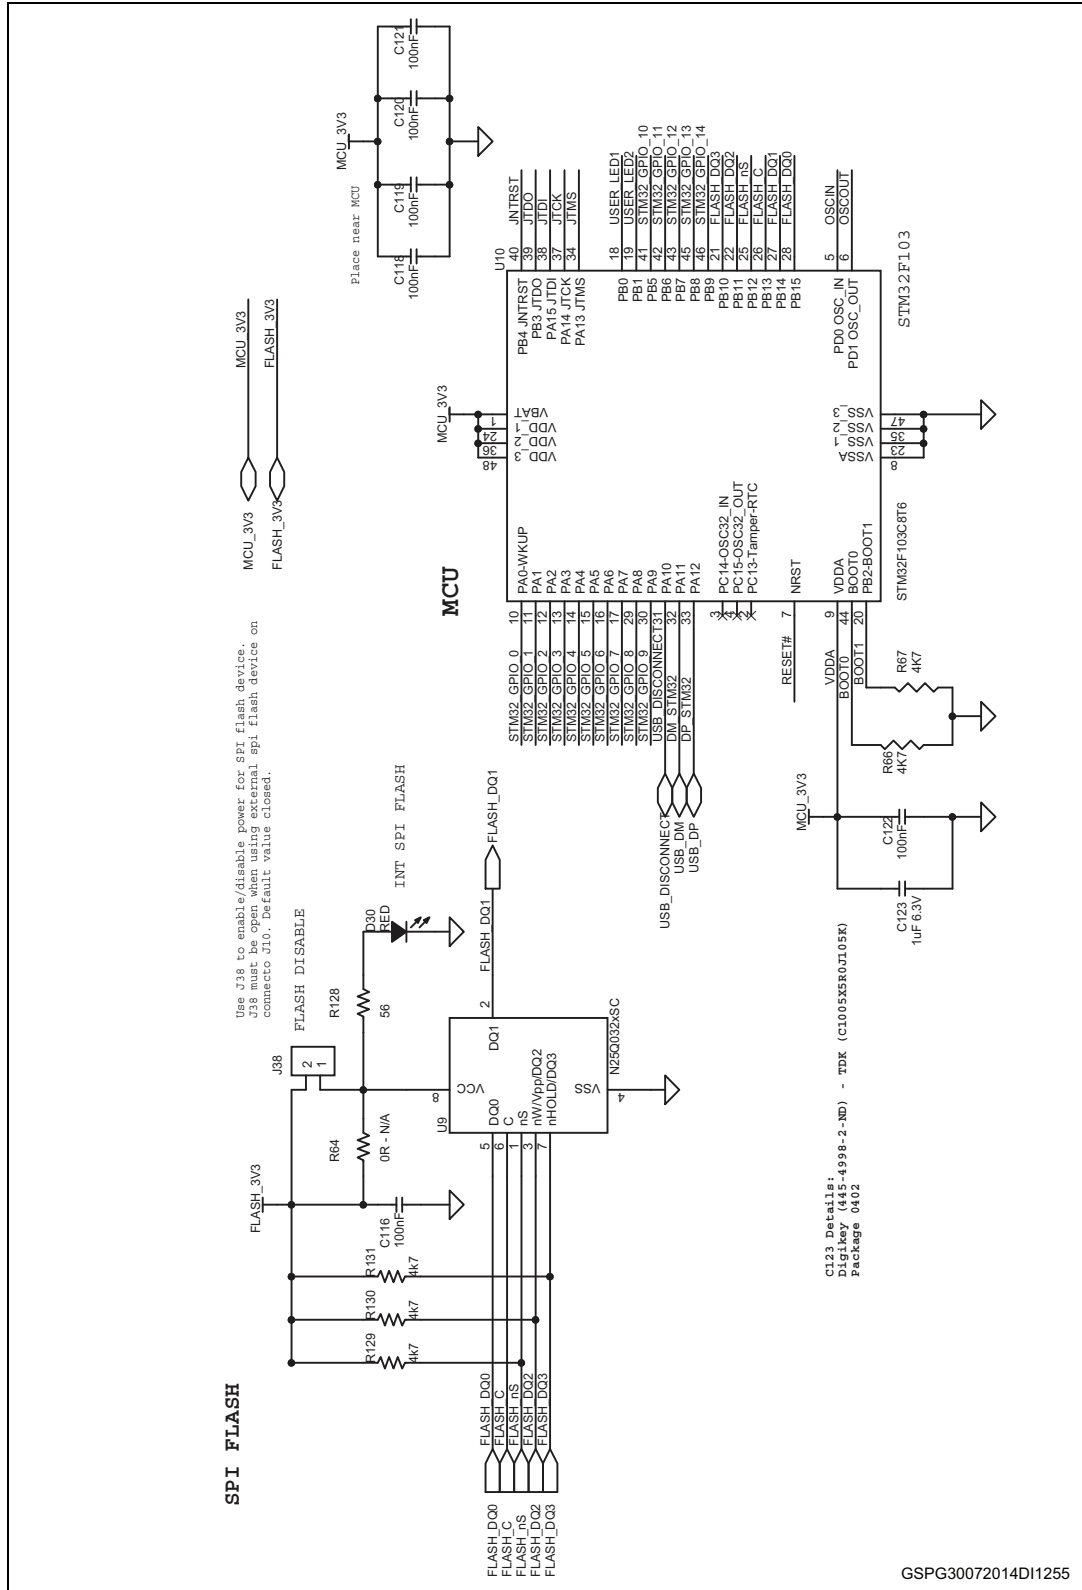 SPI FLASH
FLASH_DQ0
FLASH_C
FLASH_nS
FLASH_DQ2
FLASH_DQ3
FLASH_DQ0
FLASH_C
FLASH_nS
FLASH_DQ2
FLASH_DQ3
R129
4k7
R130
4k7
R131
4k7
FLASH_3V3
C116
100nF
R64
0R - N/A
J38
2
1
FLASH DISABLE
Use J38 to enable/disable power for SPI flash device.
J38 must be open when using external spi flash device on
connecto J10. Default value closed.
R128
56
D30
RED
INT SPI FLASH
U9
8
VCC
5
DQ0
6
C
1
nS
3
nW/Vpp/DQ2
7
nHOLD/DQ3
DQ1
2
VSS
4
N25Q032xSC
FLASH_DQ1
FLASH_DQ1
MCU_3V3
MCU_3V3
FLASH_3V3
FLASH_3V3
Place near MCU
MCU_3V3
C118
100nF
C119
100nF
C120
100nF
C121
100nF
MCU
USB_DISCONNECT
USB_DM
USB_DP
STM32_GPIO_0 10 PA0-WKUP
STM32_GPIO_1 11 PA1
STM32_GPIO_2 12 PA2
STM32_GPIO_3 13 PA3
STM32_GPIO_4 14 PA4
STM32_GPIO_5 15 PA5
STM32_GPIO_6 16 PA6
STM32_GPIO_7 17 PA7
STM32_GPIO_8 29 PA8
STM32_GPIO_9 30 PA9
USB_DISCONNECT31 PA10
DM_STM32 32 PA11
DP_STM32 33 PA12
3 PC14-OSC32_IN
4 PC15-OSC32_OUT
2 PC13-Tamper-RTC
RESET# 7 NRST
VDDA 9 VDDA
BOOT0 44 BOOT0
BOOT1 20 PB2-BOOT1
MCU_3V3
1 VBAT
24 VDD_1
36 VDD_2
48 VDD_3
U10
PB4 JNTRST 40 JNTRST
PB3 JTDO 39 JTDO
PA15 JTDI 38 JTDI
PA14 JTCK 37 JTCK
PA13 JTMS 34 JTMS
PB0 18 USER_LED1
PB1 19 USER_LED2
PB5 41 STM32_GPIO_10
PB6 42 STM32_GPIO_11
PB7 43 STM32_GPIO_12
PB8 45 STM32_GPIO_13
PB9 46 STM32_GPIO_14
PB10 21 FLASH_DQ3
PB11 22 FLASH_DQ2
PB12 25 FLASH_nS
PB13 26 FLASH_C
PB14 27 FLASH_DQ1
PB15 28 FLASH_DQ0
PD0 OSC_IN 5 OSCIN
PD1 OSC_OUT 6 OSCOUT
VSSA 8
VSS_1 23
VSS_2 35
VSS_3 47
STM32F103C8T6
STM32F103
MCU_3V3
C123
1uF 6.3V
C122
100nF
R66
4K7
R67
4K7
C123 Details:
Digikey (445-4998-2-ND) - TDK (C1005X5R0J105K)
Package 0402
GSPG30072014DI1255